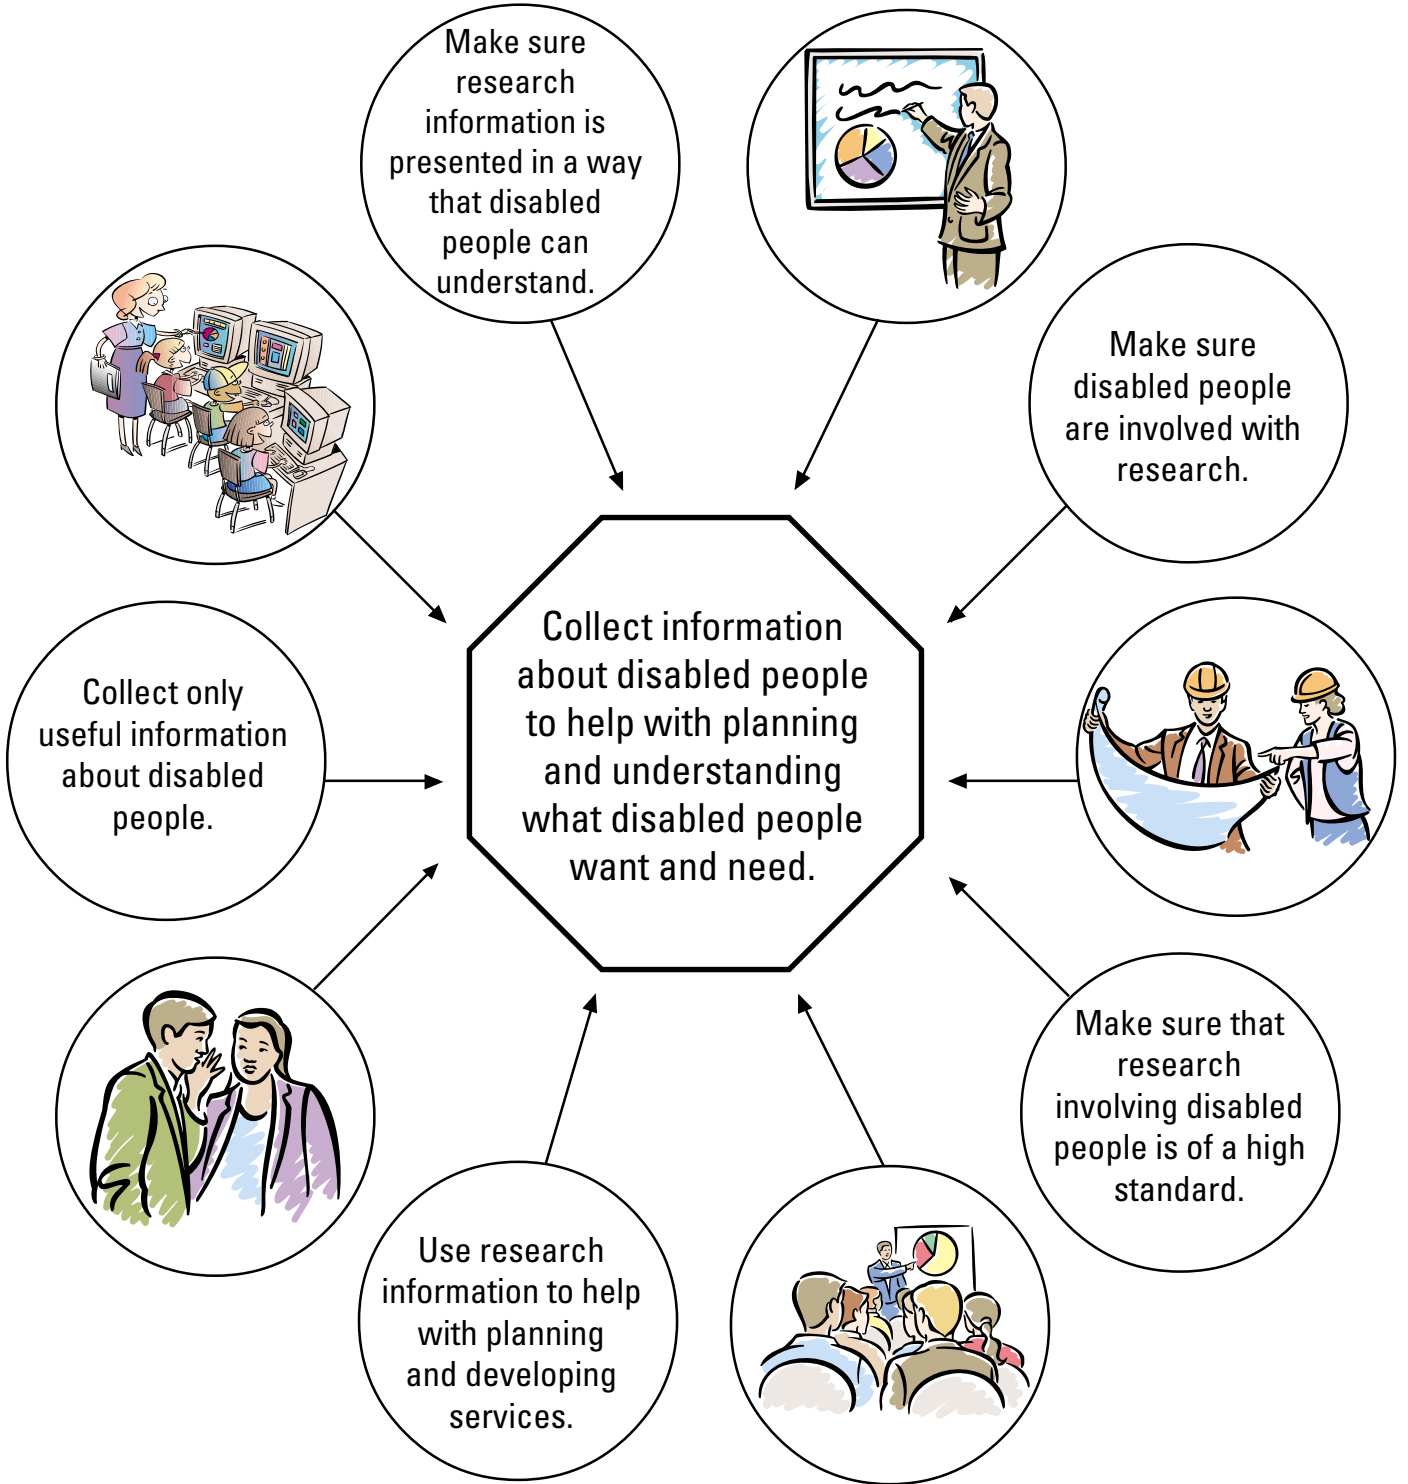 Make sure
research
information is
presented in a way
that disabled
people can
understand.
Make sure
disabled people
are involved with
research.
Collect information
about disabled people
to help with planning
and understanding
what disabled people
want and need.
Collect only
useful information
about disabled
people.
Make sure that
research
involving disabled
people is of a high
standard.
Use research
information to help
with planning
and developing
services.